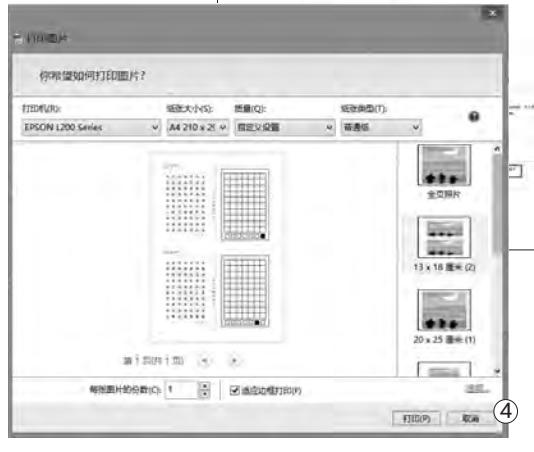 打印图片
你希望如何打印图片?
打印机(R): 纸张大小(S): 质量(Q): 纸张类型(T):
EPSON L200 Series A4 210 x 29 自定义设置 普通纸
全页照片
13 x 18 厘米 (2)
20 x 25 厘米 (1)
第 1 页(共 1 页)
每张图片的份数(C): 1 适应边框打印(F) 选项...
打印(P) 取消 ④